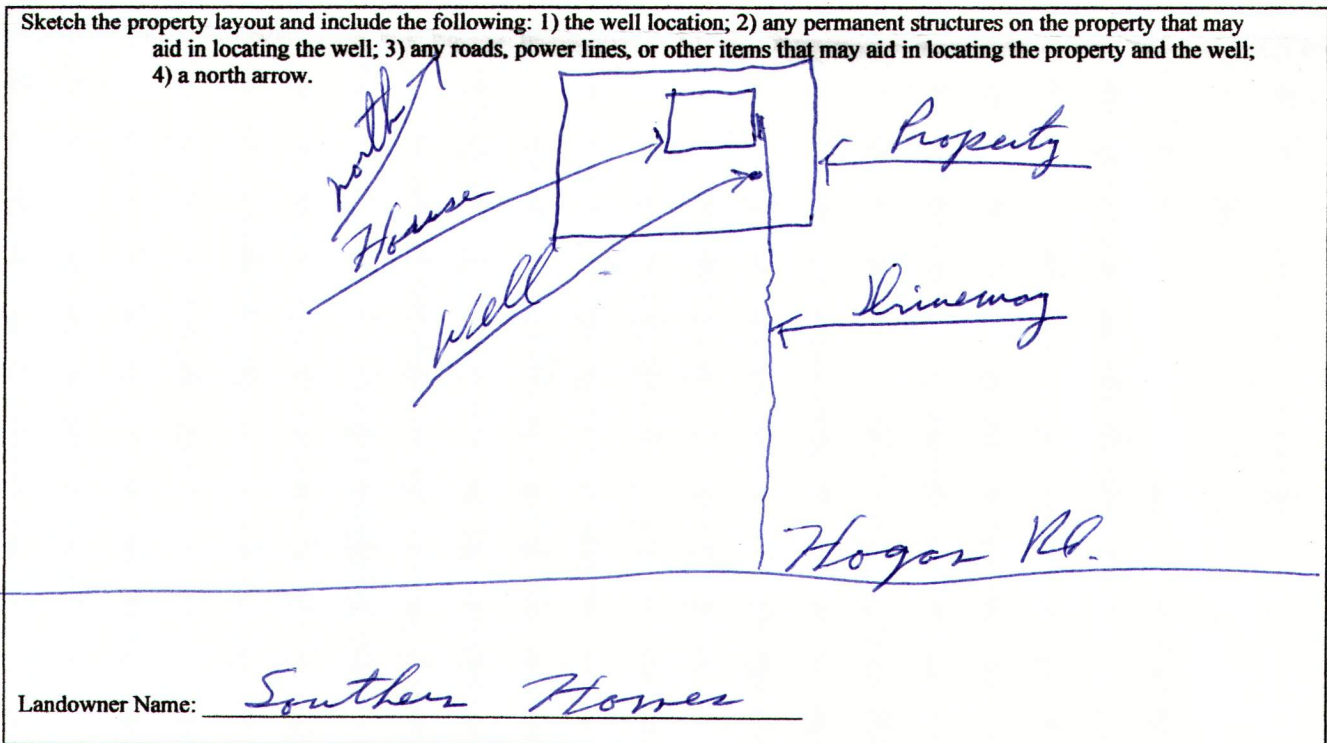 Sketch the property layout and include the following: 1) the well location; 2) any permanent structures on the property that may
aid in locating the well; 3) any roads, power lines, or other items that may aid in locating the property and the well;
4) a north arrow.
north
House
Well
Property
Driveway
Hogan Rd.
Landowner Name: Southern Homes